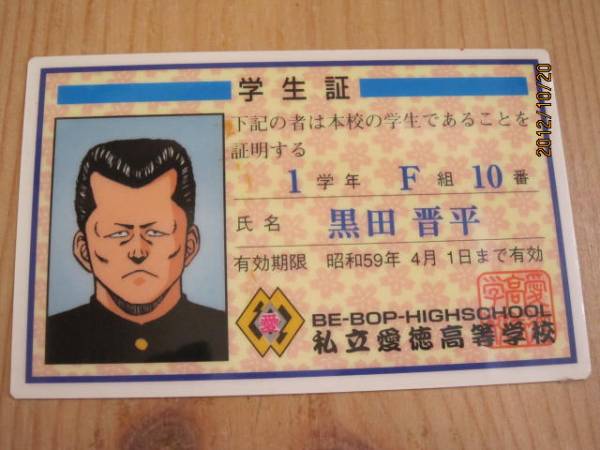 学生証
下記の者は本校の学生であることを
証明する
1 学年 F 組 10 番
氏名 黒田 晋平
有効期限 昭和59年 4月 1日まで有効
愛
BE-BOP-HIGHSCHOOL
私立愛徳高等学校
2012/10/20